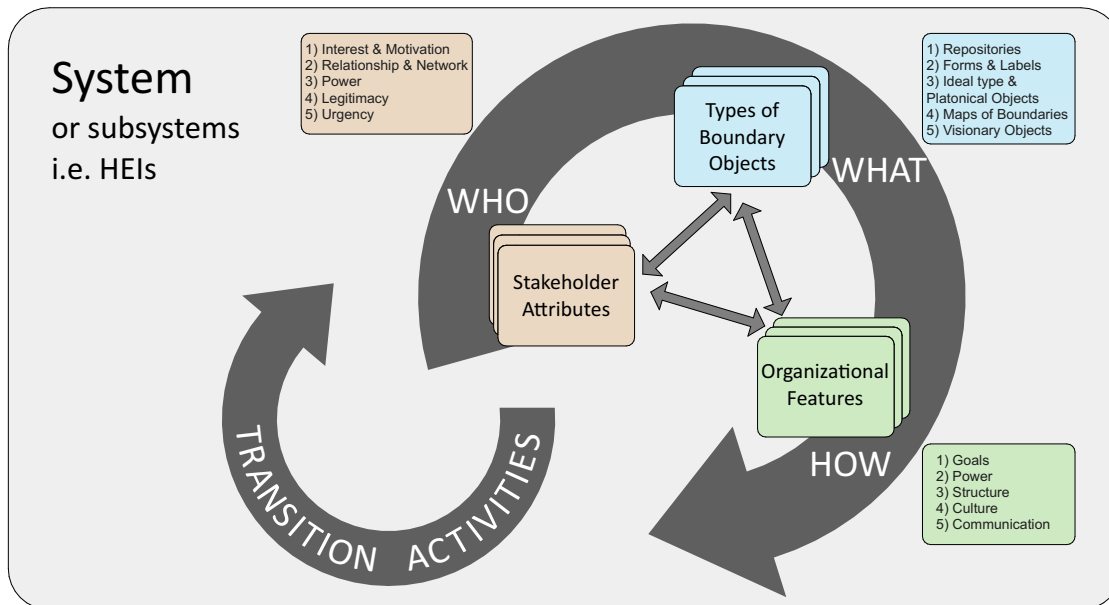 System
or subsystems
i.e. HEIs
1) Interest & Motivation
2) Relationship & Network
3) Power
4) Legitimacy
5) Urgency
Types of
Boundary
Objects
1) Repositories
2) Forms & Labels
3) Ideal type &
Platonical Objects
4) Maps of Boundaries
5) Visionary Objects
WHO
WHAT
Stakeholder
Attributes
Organizational
Features
HOW
1) Goals
2) Power
3) Structure
4) Culture
5) Communication
TRANSITION ACTIVITIES